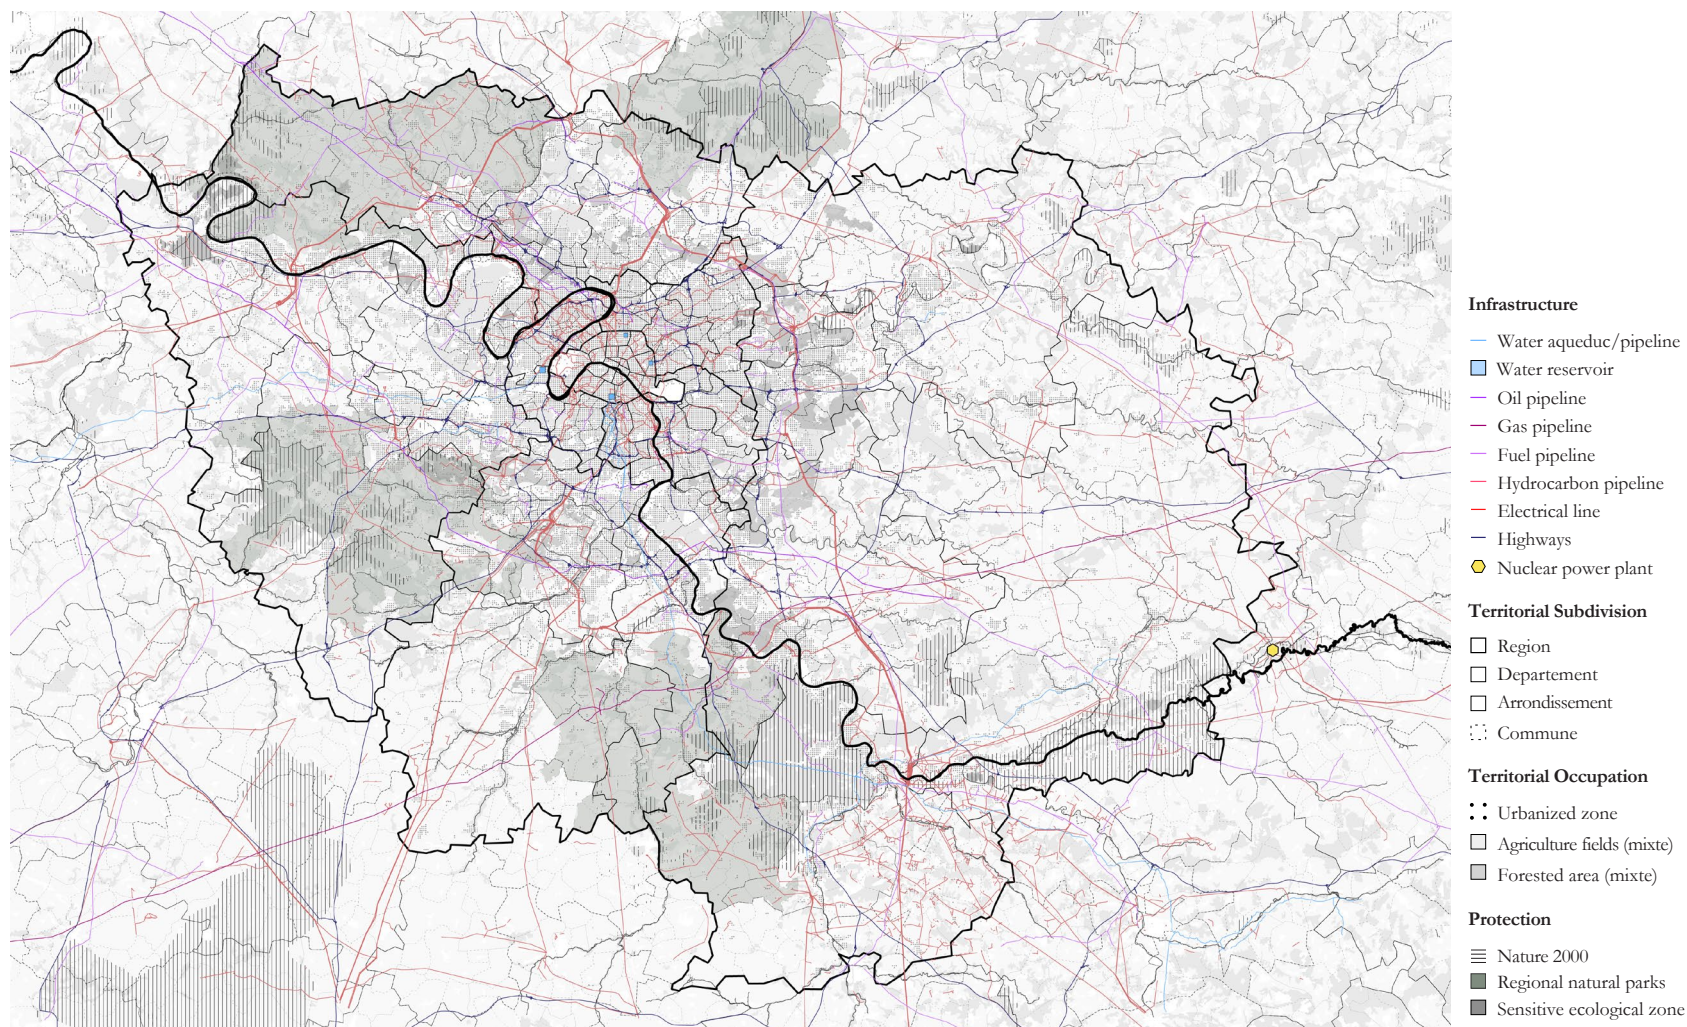 Infrastructure
Water aqueduc/pipeline
Water reservoir
Oil pipeline
Gas pipeline
Fuel pipeline
Hydrocarbon pipeline
Electrical line
Highways
Nuclear power plant
Territorial Subdivision
Region
Departement
Arrondissement
Commune
Territorial Occupation
Urbanized zone
Agriculture fields (mixte)
Forested area (mixte)
Protection
Nature 2000
Regional natural parks
Sensitive ecological zone